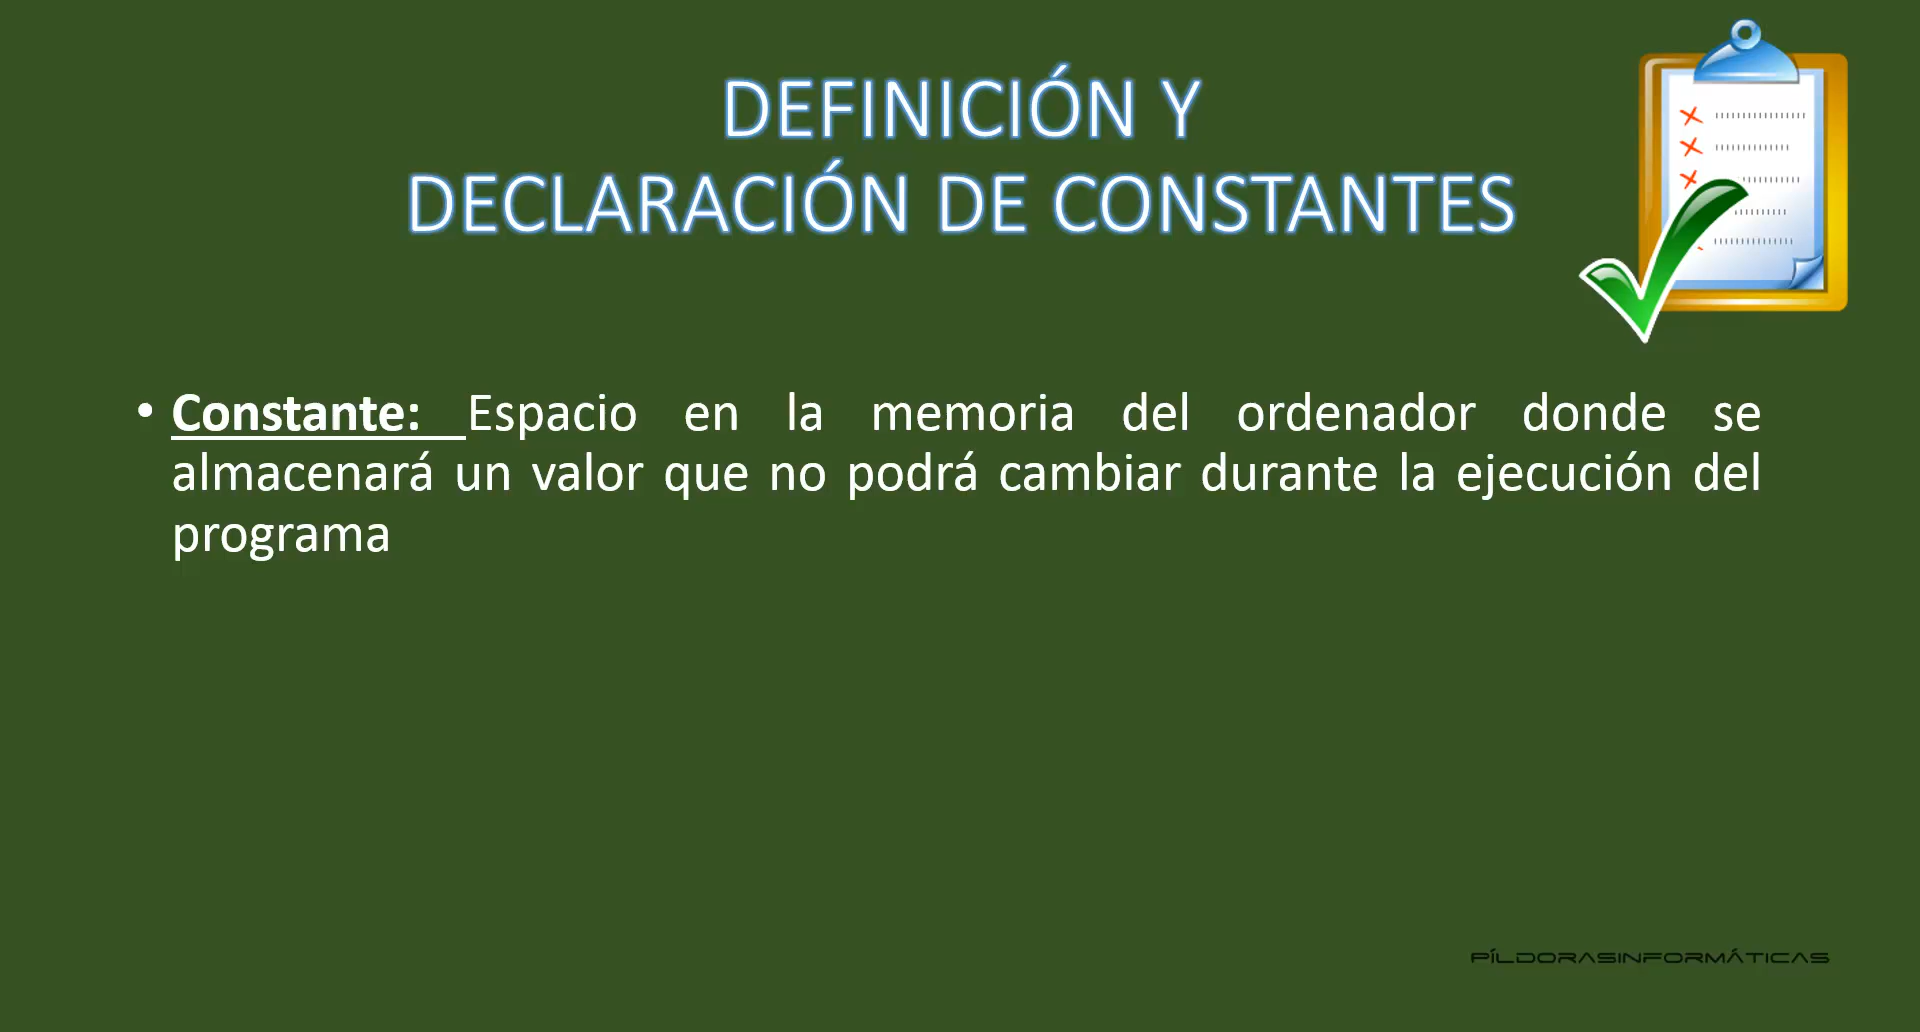 DEFINICIÓN Y
DECLARACIÓN DE CONSTANTES
• Constante: Espacio en la memoria del ordenador donde se
almacenará un valor que no podrá cambiar durante la ejecución del
programa
PÍLDORASINFORMÁTICAS